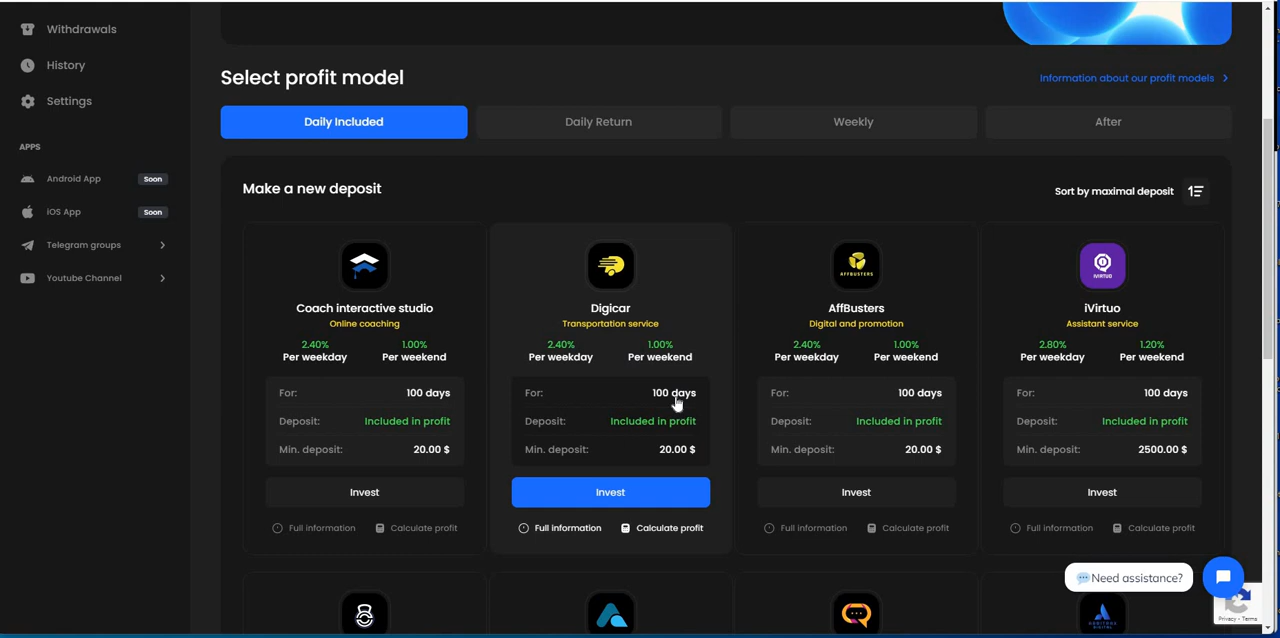 Withdrawals
History
Settings
APPS
Android App Soon
iOS App Soon
Telegram groups
Youtube Channel
Select profit model
Information about our profit models
Daily Included
Daily Return
Weekly
After
Make a new deposit
Sort by maximal deposit
Coach interactive studio
Online coaching
2.40% 1.00%
Per weekday Per weekend
For: 100 days
Deposit: Included in profit
Min. deposit: 20.00 $
Invest
Full information Calculate profit
Digicar
Transportation service
2.40% 1.00%
Per weekday Per weekend
For: 100 days
Deposit: Included in profit
Min. deposit: 20.00 $
Invest
Full information Calculate profit
AFFBUSTERS
AffBusters
Digital and promotion
2.40% 1.00%
Per weekday Per weekend
For: 100 days
Deposit: Included in profit
Min. deposit: 20.00 $
Invest
Full information Calculate profit
IVIRTUO
iVirtuo
Assistant service
2.80% 1.20%
Per weekday Per weekend
For: 100 days
Deposit: Included in profit
Min. deposit: 2500.00 $
Invest
Full information Calculate profit
Need assistance?
Privacy - Terms